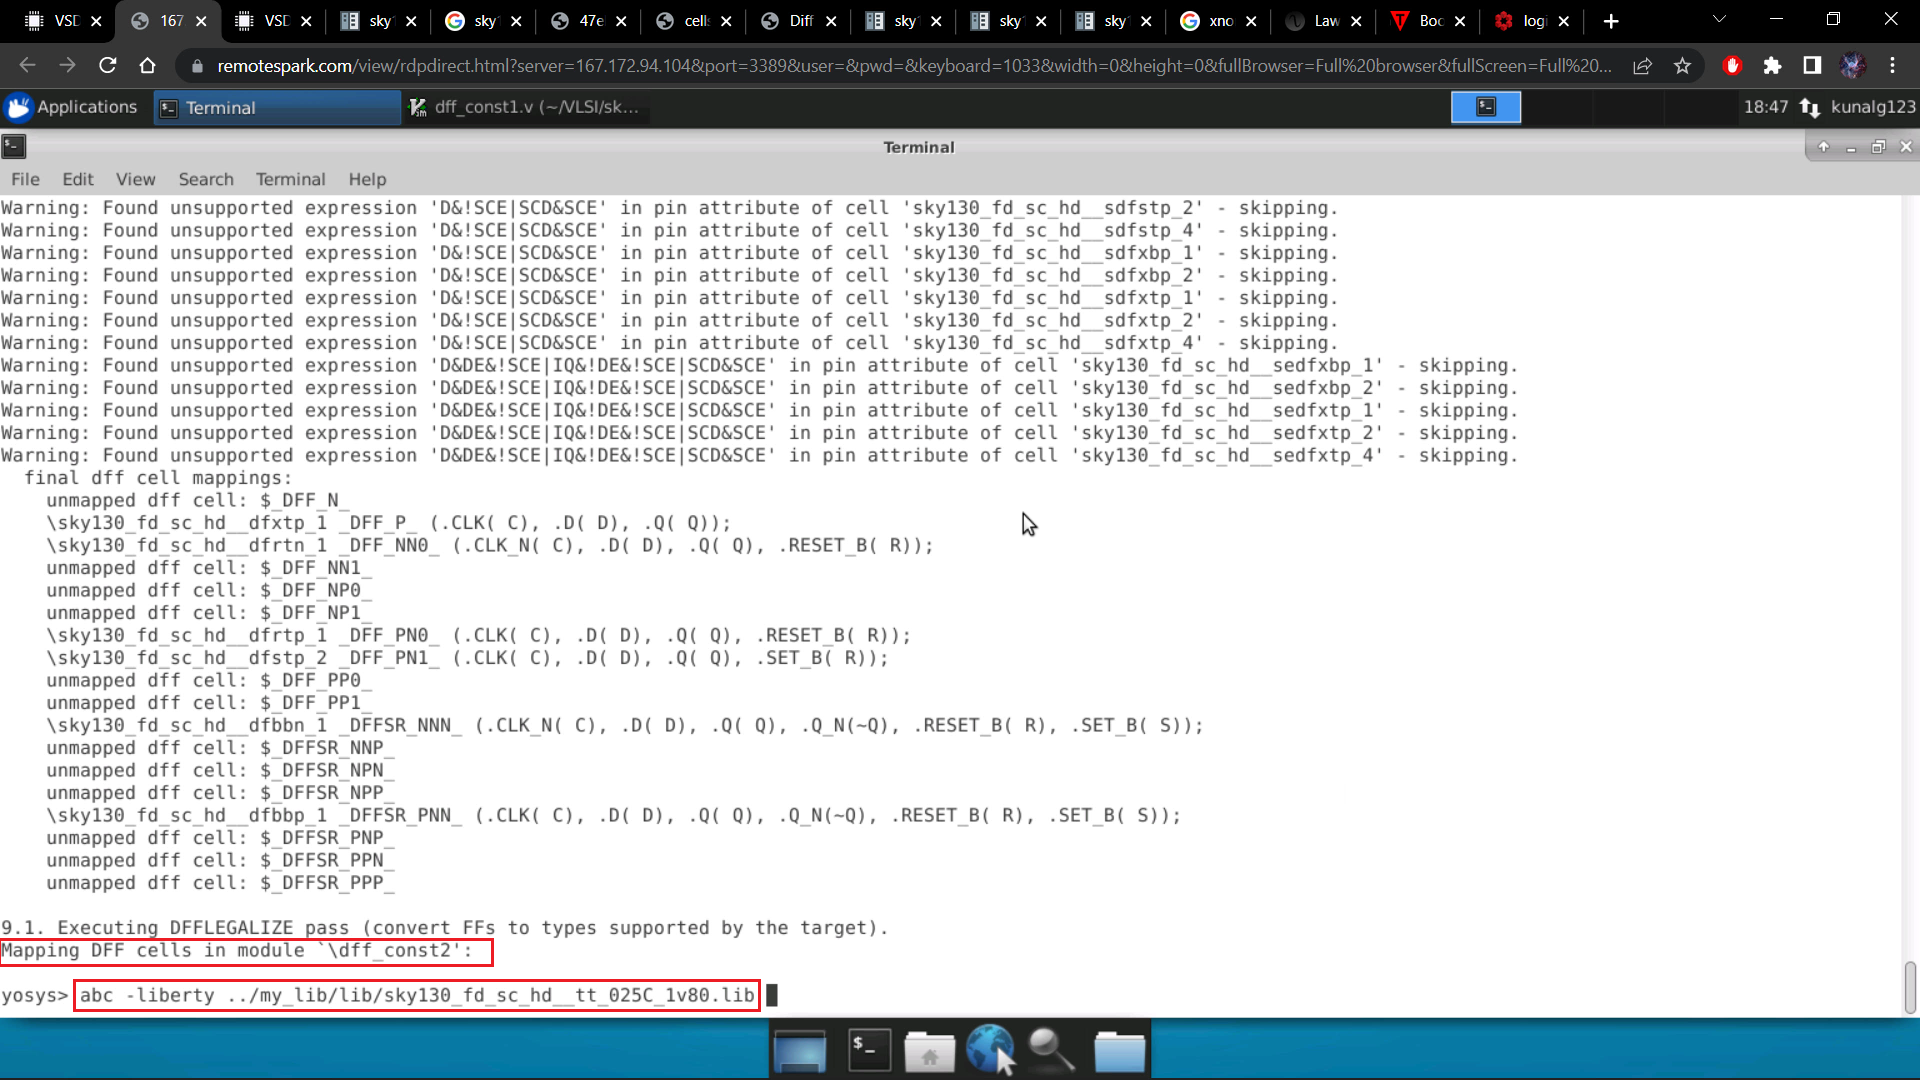 VSD
167
VSD
sky
sky
47e
cell
Diff
sky
sky
sky
xno
Law
Boc
logi
remotespark.com/view/rdpdirect.html?server=167.172.94.104&port=3389&user=&pwd=&keyboard=1033&width=0&height=0&fullBrowser=Full%20browser&fullScreen=Full%20...
Applications
Terminal
dff_const1.v (~/VLSI/sk...
18:47
kunalg123
Terminal
File Edit View Search Terminal Help
Warning: Found unsupported expression 'D&!SCE|SCD&SCE' in pin attribute of cell 'sky130_fd_sc_hd__sdfstp_2' - skipping.
Warning: Found unsupported expression 'D&!SCE|SCD&SCE' in pin attribute of cell 'sky130_fd_sc_hd__sdfstp_4' - skipping.
Warning: Found unsupported expression 'D&!SCE|SCD&SCE' in pin attribute of cell 'sky130_fd_sc_hd__sdfxbp_1' - skipping.
Warning: Found unsupported expression 'D&!SCE|SCD&SCE' in pin attribute of cell 'sky130_fd_sc_hd__sdfxbp_2' - skipping.
Warning: Found unsupported expression 'D&!SCE|SCD&SCE' in pin attribute of cell 'sky130_fd_sc_hd__sdfxtp_1' - skipping.
Warning: Found unsupported expression 'D&!SCE|SCD&SCE' in pin attribute of cell 'sky130_fd_sc_hd__sdfxtp_2' - skipping.
Warning: Found unsupported expression 'D&!SCE|SCD&SCE' in pin attribute of cell 'sky130_fd_sc_hd__sdfxtp_4' - skipping.
Warning: Found unsupported expression 'D&DE&!SCE|IQ&!DE&!SCE|SCD&SCE' in pin attribute of cell 'sky130_fd_sc_hd__sedfxbp_1' - skipping.
Warning: Found unsupported expression 'D&DE&!SCE|IQ&!DE&!SCE|SCD&SCE' in pin attribute of cell 'sky130_fd_sc_hd__sedfxbp_2' - skipping.
Warning: Found unsupported expression 'D&DE&!SCE|IQ&!DE&!SCE|SCD&SCE' in pin attribute of cell 'sky130_fd_sc_hd__sedfxtp_1' - skipping.
Warning: Found unsupported expression 'D&DE&!SCE|IQ&!DE&!SCE|SCD&SCE' in pin attribute of cell 'sky130_fd_sc_hd__sedfxtp_2' - skipping.
Warning: Found unsupported expression 'D&DE&!SCE|IQ&!DE&!SCE|SCD&SCE' in pin attribute of cell 'sky130_fd_sc_hd__sedfxtp_4' - skipping.
final dff cell mappings:
unmapped dff cell: $_DFF_N_
\sky130_fd_sc_hd__dfxtp_1 _DFF_P_ (.CLK( C), .D( D), .Q( Q));
\sky130_fd_sc_hd__dfrtn_1 _DFF_NN0_ (.CLK_N( C), .D( D), .Q( Q), .RESET_B( R));
unmapped dff cell: $_DFF_NN1_
unmapped dff cell: $_DFF_NP0_
unmapped dff cell: $_DFF_NP1_
\sky130_fd_sc_hd__dfrtp_1 _DFF_PN0_ (.CLK( C), .D( D), .Q( Q), .RESET_B( R));
\sky130_fd_sc_hd__dfstp_2 _DFF_PN1_ (.CLK( C), .D( D), .Q( Q), .SET_B( R));
unmapped dff cell: $_DFF_PP0_
unmapped dff cell: $_DFF_PP1_
\sky130_fd_sc_hd__dfbbn_1 _DFFSR_NNN_ (.CLK_N( C), .D( D), .Q( Q), .Q_N(~Q), .RESET_B( R), .SET_B( S));
unmapped dff cell: $_DFFSR_NNP_
unmapped dff cell: $_DFFSR_NPN_
unmapped dff cell: $_DFFSR_NPP_
\sky130_fd_sc_hd__dfbbp_1 _DFFSR_PNN_ (.CLK( C), .D( D), .Q( Q), .Q_N(~Q), .RESET_B( R), .SET_B( S));
unmapped dff cell: $_DFFSR_PNP_
unmapped dff cell: $_DFFSR_PPN_
unmapped dff cell: $_DFFSR_PPP_
9.1. Executing DFFLEGALIZE pass (convert FFs to types supported by the target).
Mapping DFF cells in module `\dff_const2':
yosys> abc -liberty ../my_lib/lib/sky130_fd_sc_hd__tt_025C_1v80.lib